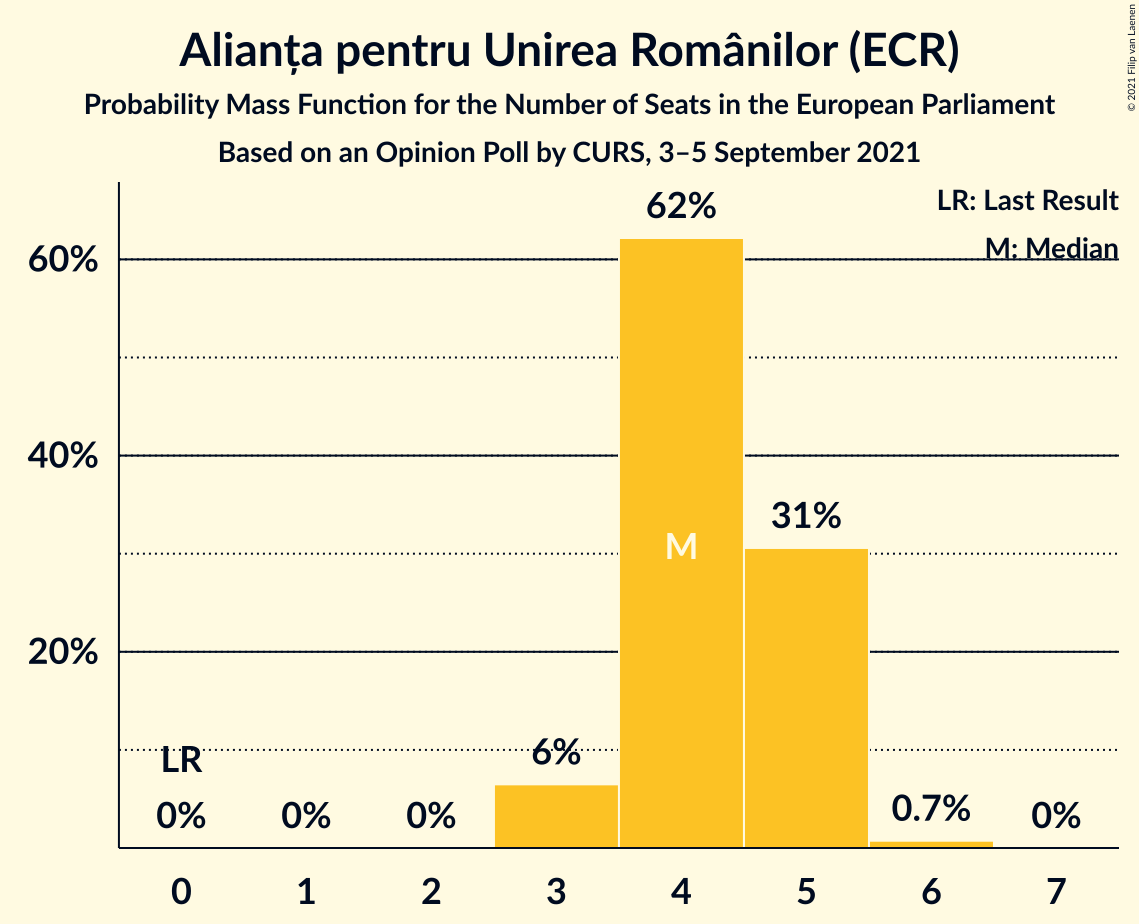 Alianța pentru Unirea Românilor (ECR)
Probability Mass Function for the Number of Seats in the European Parliament
Based on an Opinion Poll by CURS, 3–5 September 2021
© 2021 Filip van Laenen
LR: Last Result
M: Median
62%
60%
40%
31%
M
20%
LR
6%
0%
0%
0%
0.7%
0%
0
1
2
3
4
5
6
7